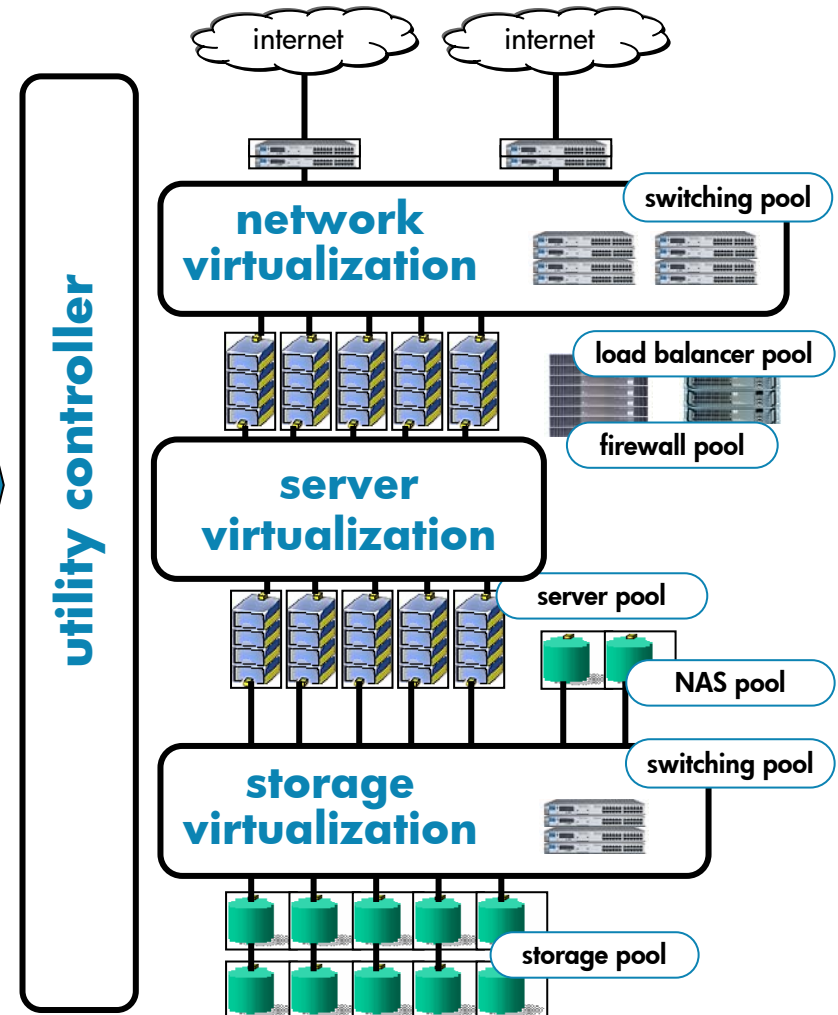 internet
internet
utility controller
switching pool
network
virtualization
load balancer pool
firewall pool
server
virtualization
server pool
NAS pool
switching pool
storage
virtualization
storage pool